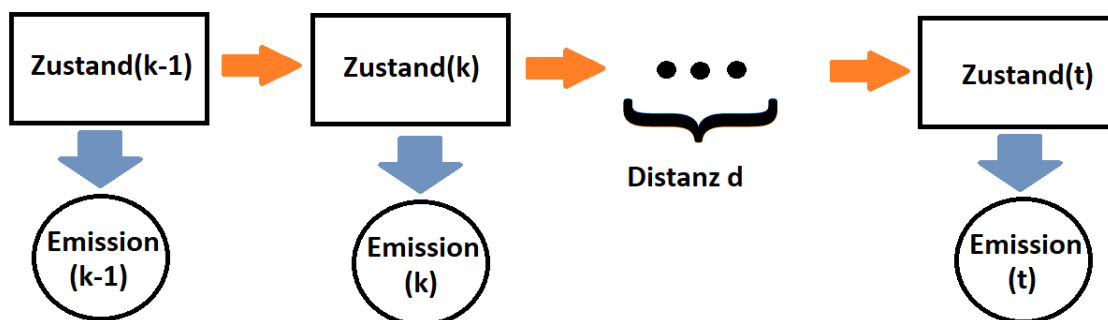 Zustand(k-1)
Zustand(k)
Zustand(t)
Distanz d
Emission
(k-1)
Emission
(k)
Emission
(t)